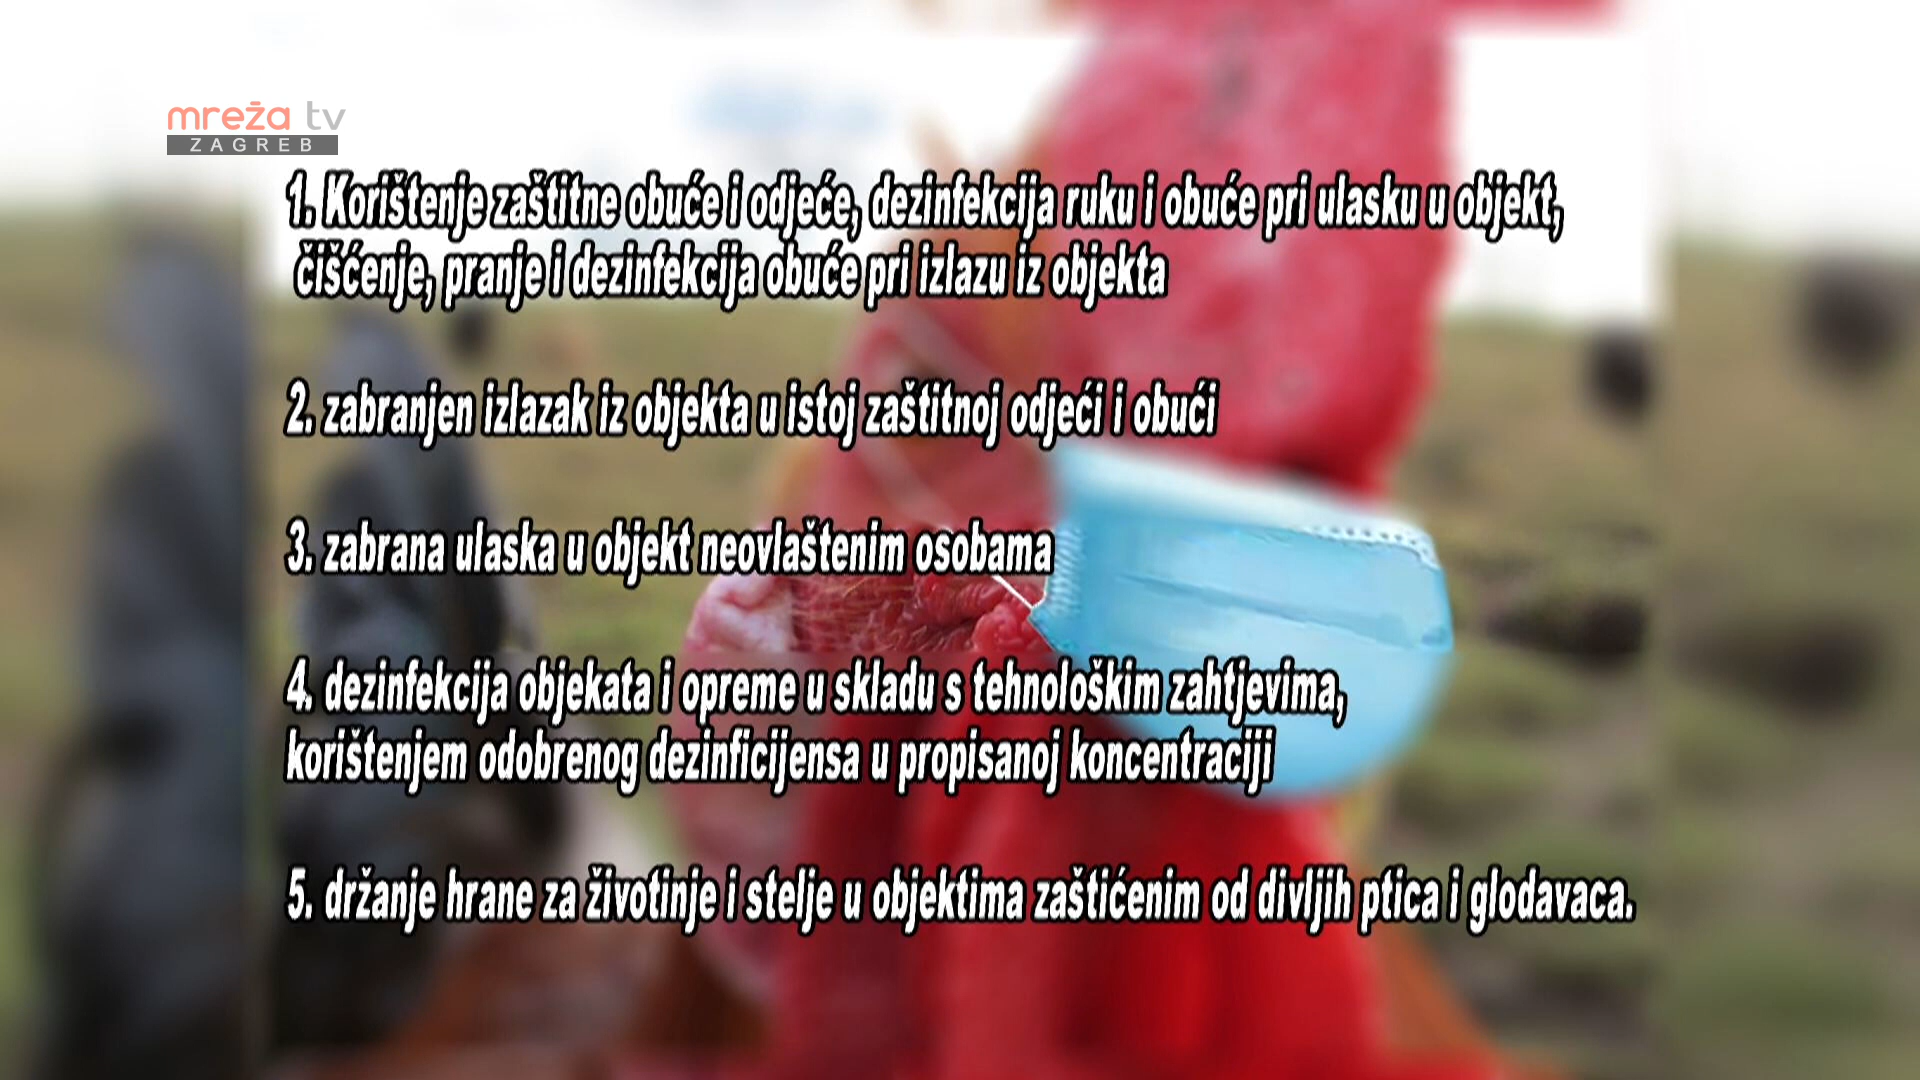 mreža tv
ZAGREB
1. Korištenje zaštitne obuće i odjeće, dezinfekcija ruku i obuće pri ulasku u objekt,
čišćenje, pranje i dezinfekcija obuće pri izlazu iz objekta
2. zabranjen izlazak iz objekta u istoj zaštitnoj odjeći i obući
3. zabrana ulaska u objekt neovlaštenim osobama
4. dezinfekcija objekata i opreme u skladu s tehnološkim zahtjevima,
korištenjem odobrenog dezinficijensa u propisanoj koncentraciji
5. držanje hrane za životinje i stelje u objektima zaštićenim od divljih ptica i glodavaca.